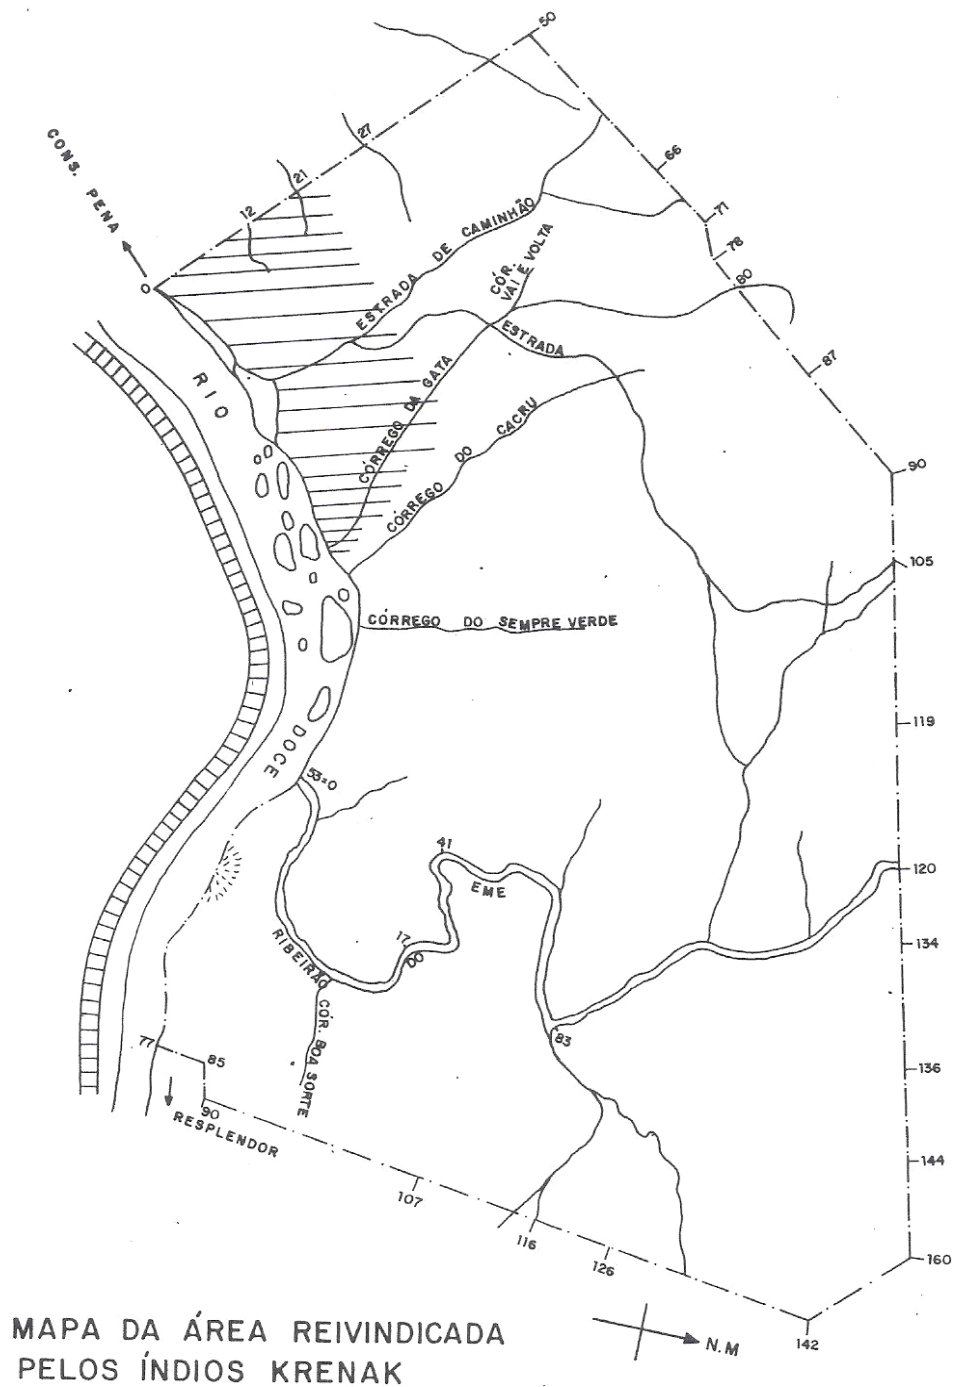 50
27
66
21
12
71
CONS. PENA
78
80
0
ESTRADA DE CAMINHÃO
CÓR.
VAI E VOLTA
ESTRADA
87
RIO
CÓRREGO DA GATA
CÓRREGO DO CACRU
90
105
CÓRREGO DO SEMPRE VERDE
119
DOCE
53=0
41
EME
120
17
DO
RIBEIRÃO
134
83
CÓR. BOA SORTE
77
85
136
90
RESPLENDOR
144
107
116
126
160
142
N.M
MAPA DA ÁREA REIVINDICADA
PELOS ÍNDIOS KRENAK